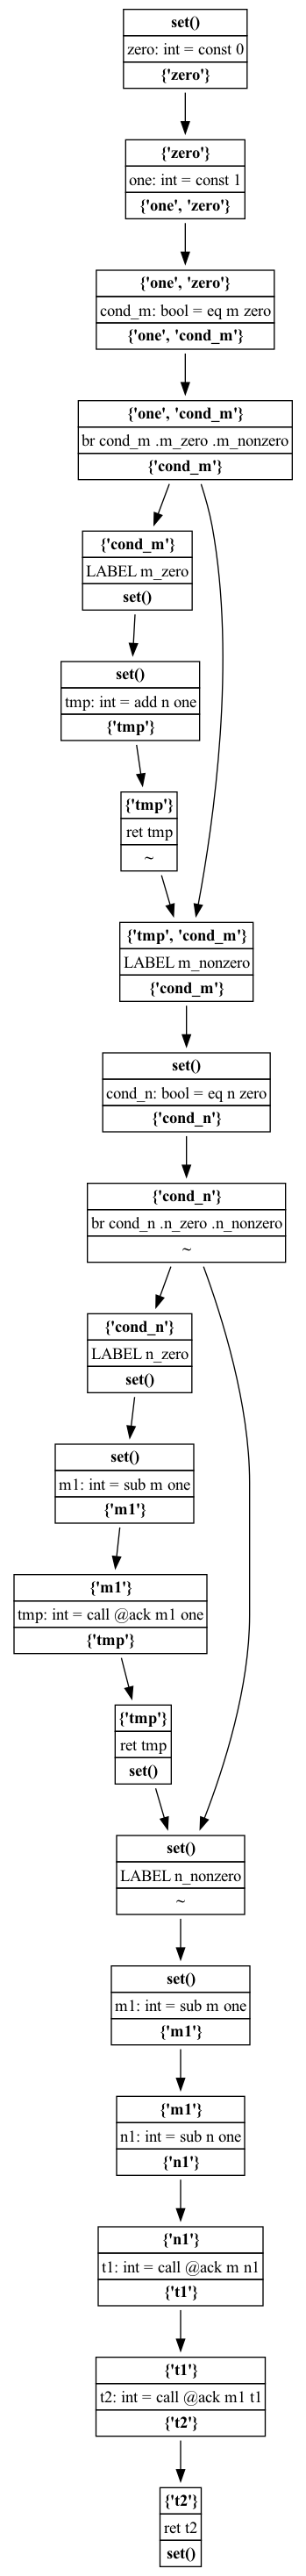 set()
zero: int = const 0
{'zero'}
{'zero'}
one: int = const 1
{'one', 'zero'}
{'one', 'zero'}
cond_m: bool = eq m zero
{'one', 'cond_m'}
{'one', 'cond_m'}
br cond_m .m_zero .m_nonzero
{'cond_m'}
{'cond_m'}
LABEL m_zero
set()
set()
tmp: int = add n one
{'tmp'}
{'tmp'}
ret tmp
~
{'tmp', 'cond_m'}
LABEL m_nonzero
{'cond_m'}
set()
cond_n: bool = eq n zero
{'cond_n'}
{'cond_n'}
br cond_n .n_zero .n_nonzero
~
{'cond_n'}
LABEL n_zero
set()
set()
m1: int = sub m one
{'m1'}
{'m1'}
tmp: int = call @ack m1 one
{'tmp'}
{'tmp'}
ret tmp
set()
set()
LABEL n_nonzero
~
set()
m1: int = sub m one
{'m1'}
{'m1'}
n1: int = sub n one
{'n1'}
{'n1'}
t1: int = call @ack m n1
{'t1'}
{'t1'}
t2: int = call @ack m1 t1
{'t2'}
{'t2'}
ret t2
set()